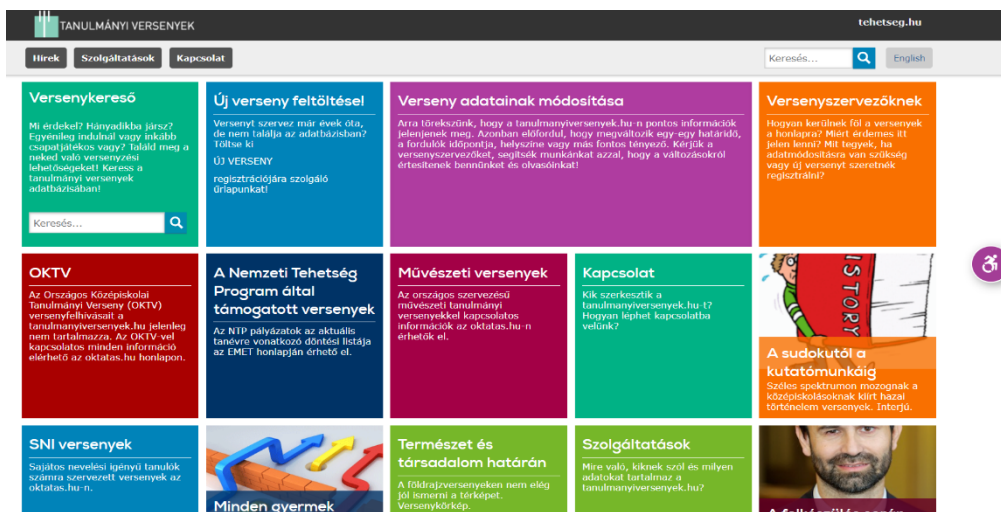 TANULMÁNYI VERSENYEK
tehetseg.hu
Hírek
Szolgáltatások
Kapcsolat
Keresés...
English
Versenykereső
Mi érdekel? Hányadikba jársz?
Egyénileg indulnál vagy inkább
csapatjátékos vagy? Találd meg a
neked való versenyzési
lehetőségeket! Keress a
tanulmányi versenyek
adatbázisában!
Keresés...
Új verseny feltöltése!
Versenyt szervez már évek óta,
de nem találja az adatbázisban?
Töltse ki
ÚJ VERSENY
regisztrációjára szolgáló
űrlapunkat!
Verseny adatainak módosítása
Arra törekszünk, hogy a tanulmanyiversenyek.hu-n pontos információk
jelenjenek meg. Azonban előfordul, hogy megváltozik egy-egy határidő,
a fordulók időpontja, helyszíne vagy más fontos tényező. Kérjük a
versenyszervezőket, segítsék munkánkat azzal, hogy a változásokról
értesítenek bennünket és olvasóinkat!
Versenyszervezőknek
Hogyan kerülnek föl a versenyek
a honlapra? Miért érdemes itt
jelen lenni? Mit tegyek, ha
adatmódosításra van szükség
vagy új versenyt szeretnék
regisztrálni?
OKTV
Az Országos Középiskolai
Tanulmányi Verseny (OKTV)
versenyfelhívásait a
tanulmanyiversenyek.hu jelenleg
nem tartalmazza. Az OKTV-vel
kapcsolatos minden információ
elérhető az oktatas.hu honlapon.
A Nemzeti Tehetség
Program által
támogatott versenyek
Az NTP pályázatok az aktuális
tanévre vonatkozó döntési listája
az EMET honlapján érhető el.
Művészeti versenyek
Az országos szervezésű
művészeti tanulmányi
versenyekkel kapcsolatos
információk az oktatas.hu-n
érhetők el.
Kapcsolat
Kik szerkesztik a
tanulmanyiversenyek.hu-t?
Hogyan léphet kapcsolatba
velünk?
ISTORY
A sudokutól a
kutatómunkáig
Széles spektrumon mozognak a
középiskolásoknak kiírt hazai
történelem versenyek. Interjú.
SNI versenyek
Sajátos nevelési igényű tanulók
számra szervezett versenyek az
oktatas.hu-n.
Minden gyermek
Természet és
társadalom határán
A földrajzversenyeken nem elég
jól ismerni a térképet.
Versenykörkép.
Szolgáltatások
Mire való, kiknek szól és milyen
adatokat tartalmaz a
tanulmanyiversenyek.hu?
A felkészülés során